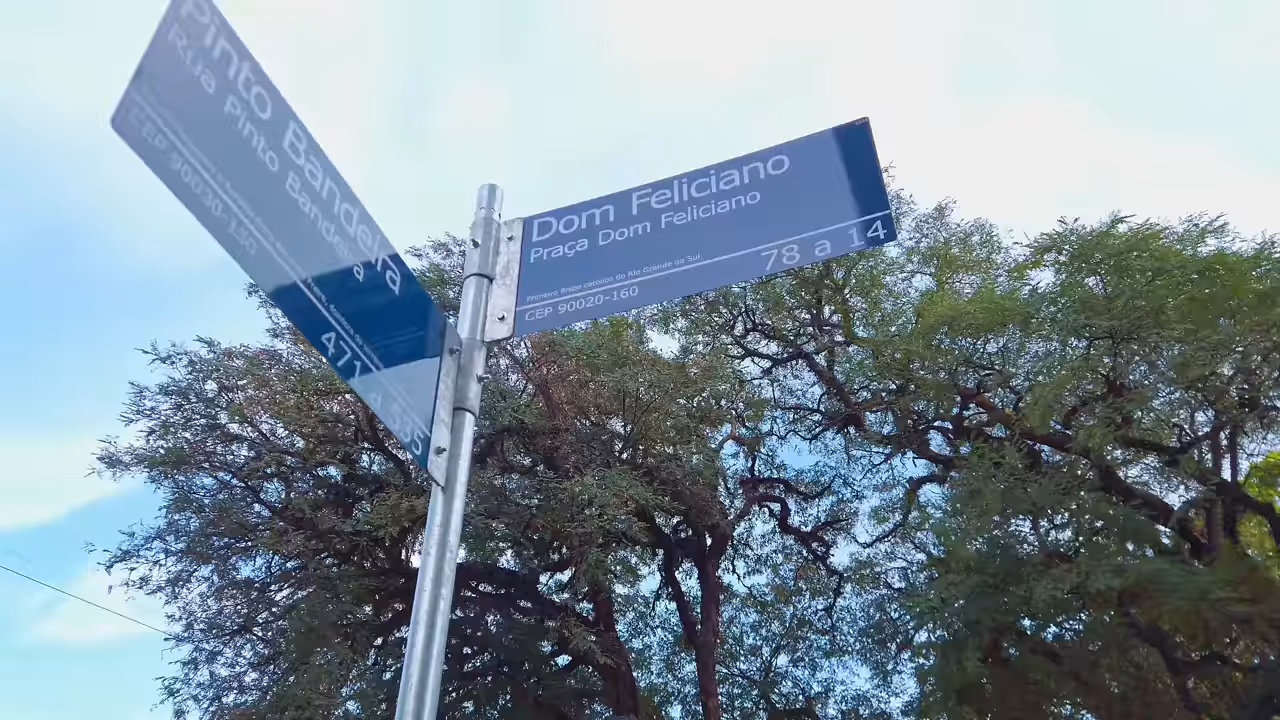 Pinto Bandeira
Rua Pinto Bandeira
CEP 90030-150
471 a 555
Dom Feliciano
Praça Dom Feliciano
Primeiro Bispo católico do Rio Grande do Sul.
CEP 90020-160
78 a 14